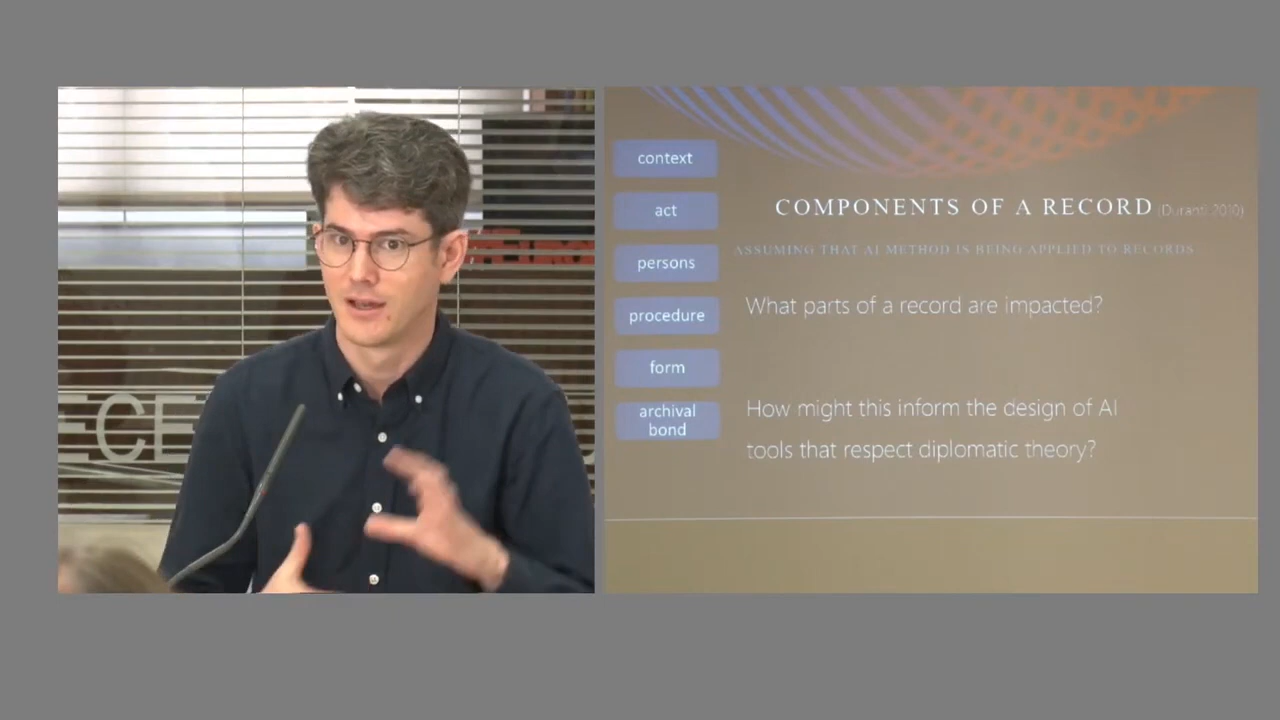 ECE
context
act
persons
procedure
form
archival
bond
COMPONENTS OF A RECORD (Duranti 2010)
ASSUMING THAT AI METHOD IS BEING APPLIED TO RECORDS
What parts of a record are impacted?
How might this inform the design of AI
tools that respect diplomatic theory?